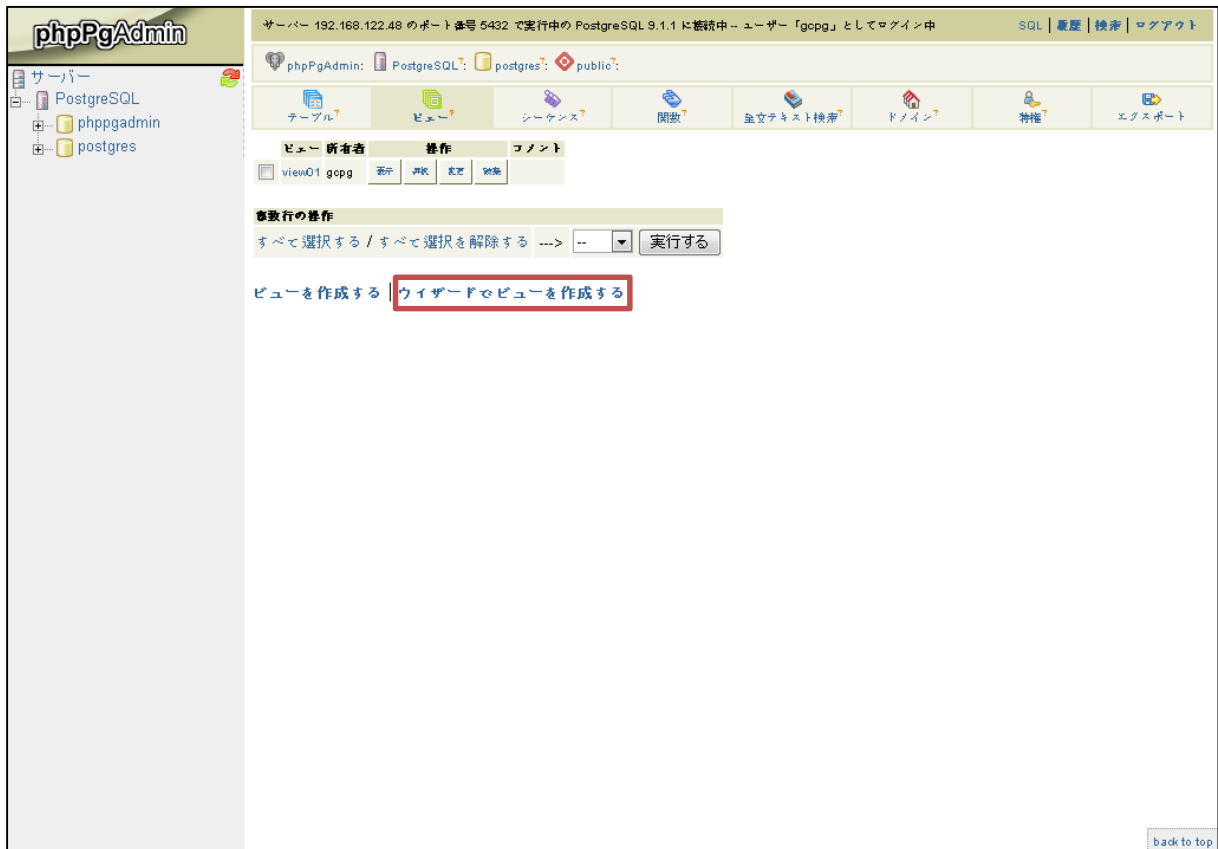 phpPgAdmin
サーバー
PostgreSQL
phppgadmin
postgres
サーバー 192.168.122.48 のポート番号 5432 で実行中の PostgreSQL 9.1.1 に接続中 -- ユーザー「gcpg」としてログイン中
SQL | 履歴 | 検索 | ログアウト
phpPgAdmin: PostgreSQL?: postgres?: public?:
テーブル? ビュー? シーケンス? 関数? 全文テキスト検索? ドメイン? 特権? エクスポート
ビュー 所有者 操作 コメント
view01 gcpg 表示 選択 変更 破棄
複数行の操作
すべて選択する / すべて選択を解除する ---> -- 実行する
ビューを作成する | ウイザードでビューを作成する
back to top